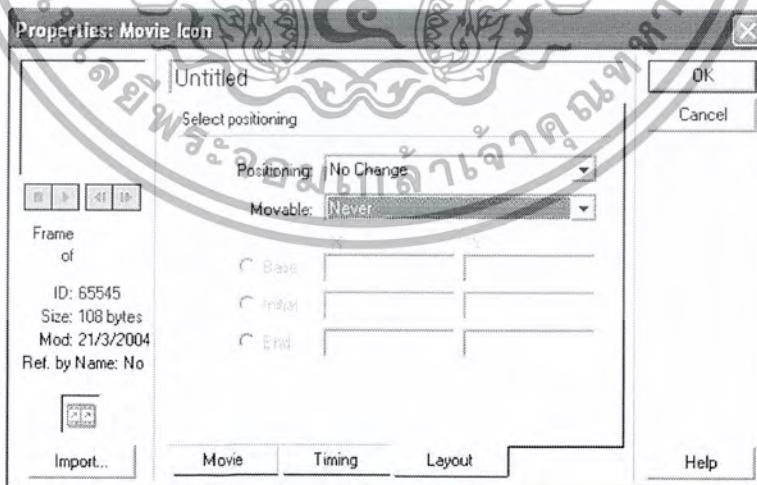 Properties: Movie Icon
Untitled
OK
Select positioning
Cancel
Positioning: No Change
Movable: Never
Frame
of
X
Y
Base
Initial
End
ID: 65545
Size: 108 bytes
Mod: 21/3/2004
Ref. by Name: No
Import...
Movie
Timing
Layout
Help